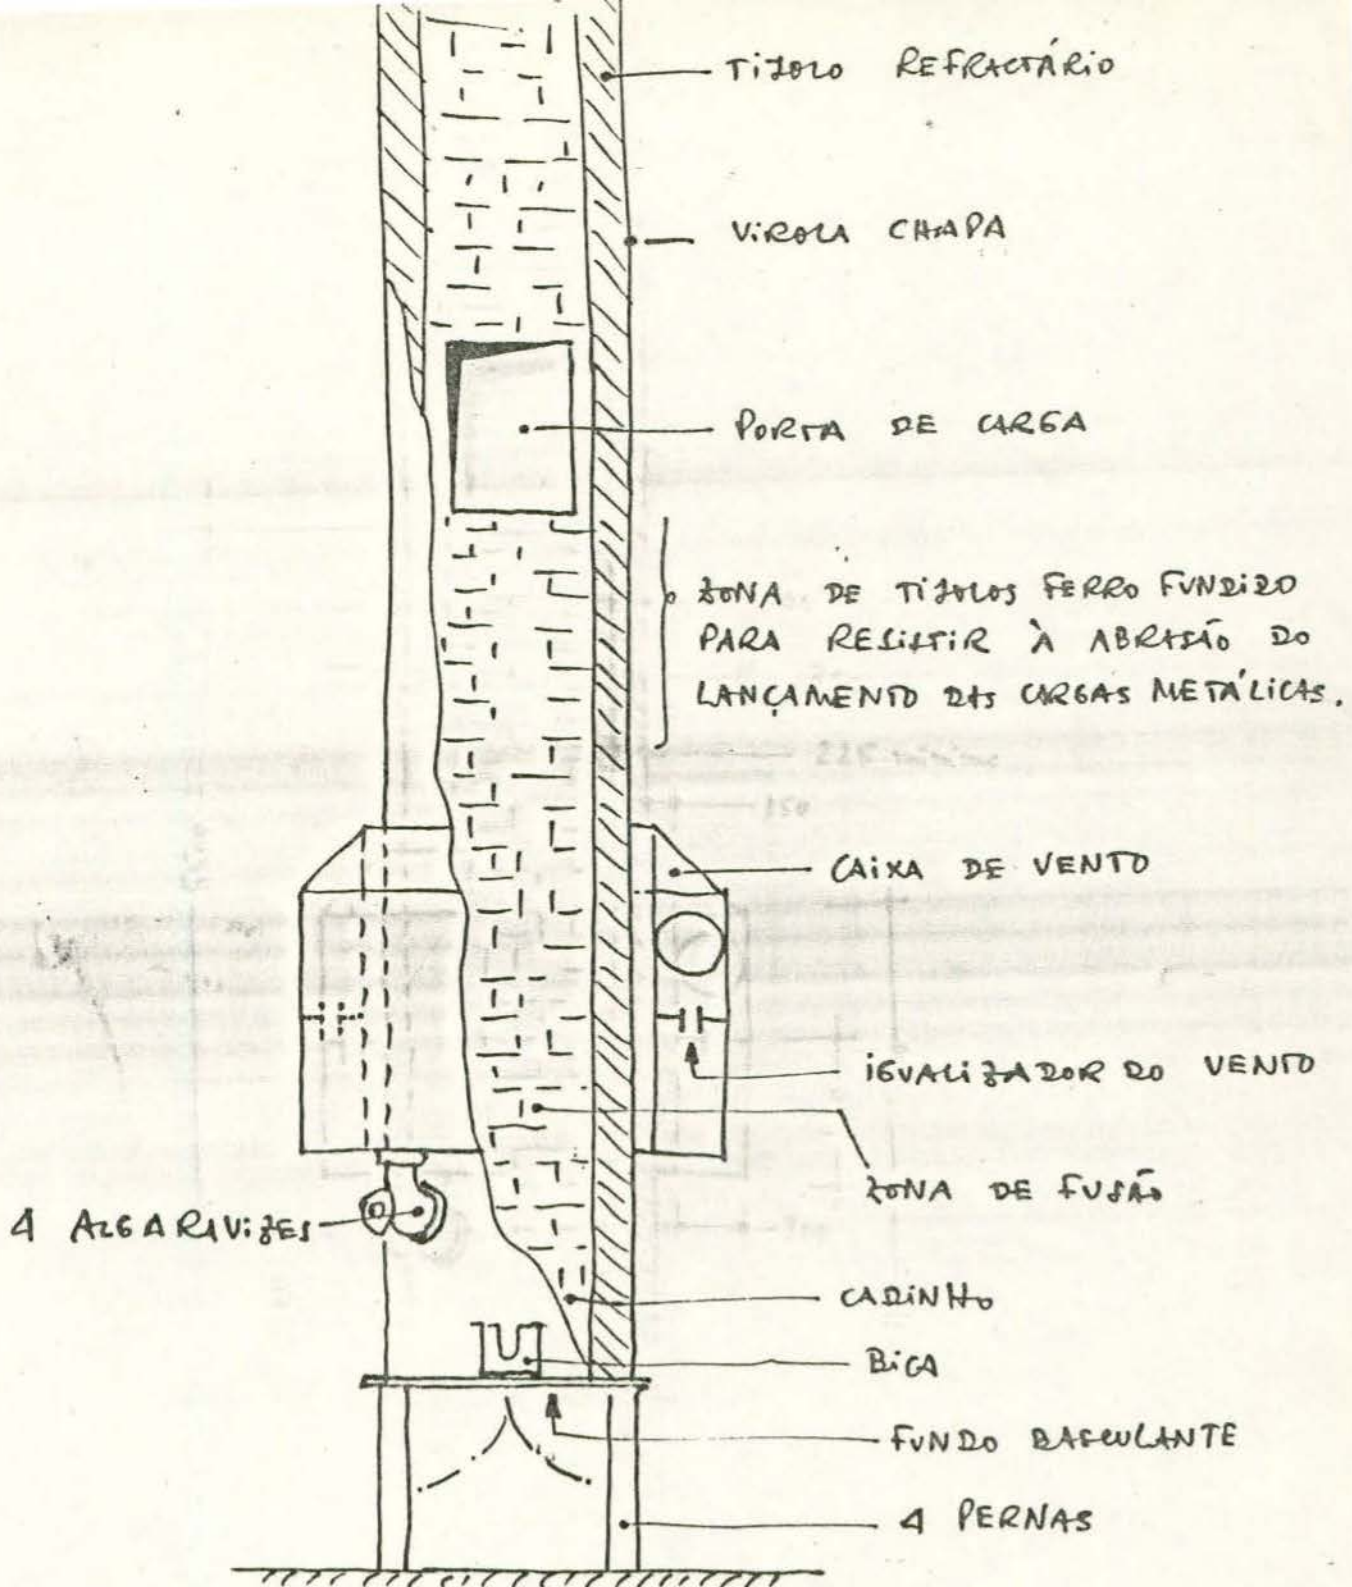 TIJOLO REFRACTÁRIO
VIROLA CHAPA
PORTA DE CARGA
ZONA DE TIJOLOS FERRO FUNDIDO
PARA RESISTIR À ABRASÃO DO
LANÇAMENTO DAS CARGAS METÁLICAS.
CAIXA DE VENTO
IGUALIZADOR DO VENTO
ZONA DE FUSÃO
4 ALGARAVIZES
CADINHO
BICA
FUNDO BASCULANTE
4 PERNAS